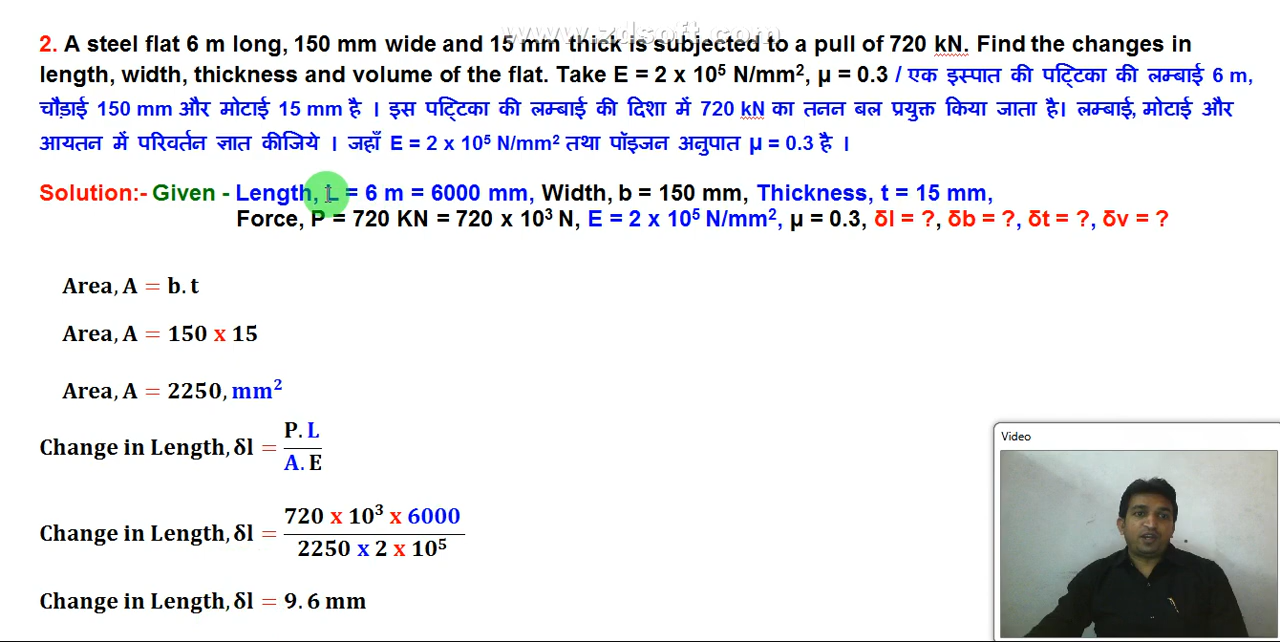 www.zdsoft.com
2. A steel flat 6 m long, 150 mm wide and 15 mm thick is subjected to a pull of 720 kN. Find the changes in
length, width, thickness and volume of the flat. Take E = 2 x 10⁵ N/mm², μ = 0.3 / एक इस्पात की पट्टिका की लम्बाई 6 m,
चौड़ाई 150 mm और मोटाई 15 mm है । इस पट्टिका की लम्बाई की दिशा में 720 kN का तनन बल प्रयुक्त किया जाता है। लम्बाई, मोटाई और
आयतन में परिवर्तन ज्ञात कीजिये । जहाँ E = 2 x 10⁵ N/mm² तथा पॉइजन अनुपात μ = 0.3 है ।
Solution:- Given - Length, L = 6 m = 6000 mm, Width, b = 150 mm, Thickness, t = 15 mm,
Force, P = 720 KN = 720 x 10³ N, E = 2 x 10⁵ N/mm², μ = 0.3, δl = ?, δb = ?, δt = ?, δv = ?
Area, A = b. t
Area, A = 150 x 15
Area, A = 2250, mm²
Change in Length, δl = P. L / A. E
Change in Length, δl = 720 x 10³ x 6000 / 2250 x 2 x 10⁵
Change in Length, δl = 9. 6 mm
Video